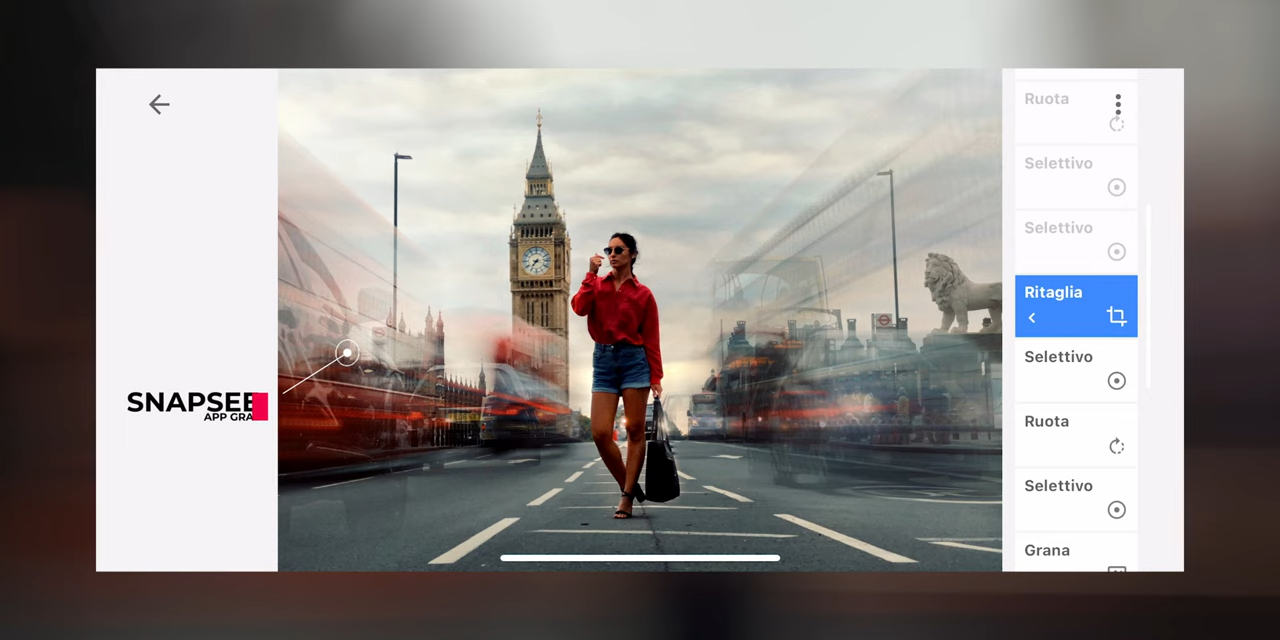 SNAPSEE
APP GRA
Ruota
Selettivo
Selettivo
Ritaglia
Selettivo
Ruota
Selettivo
Grana